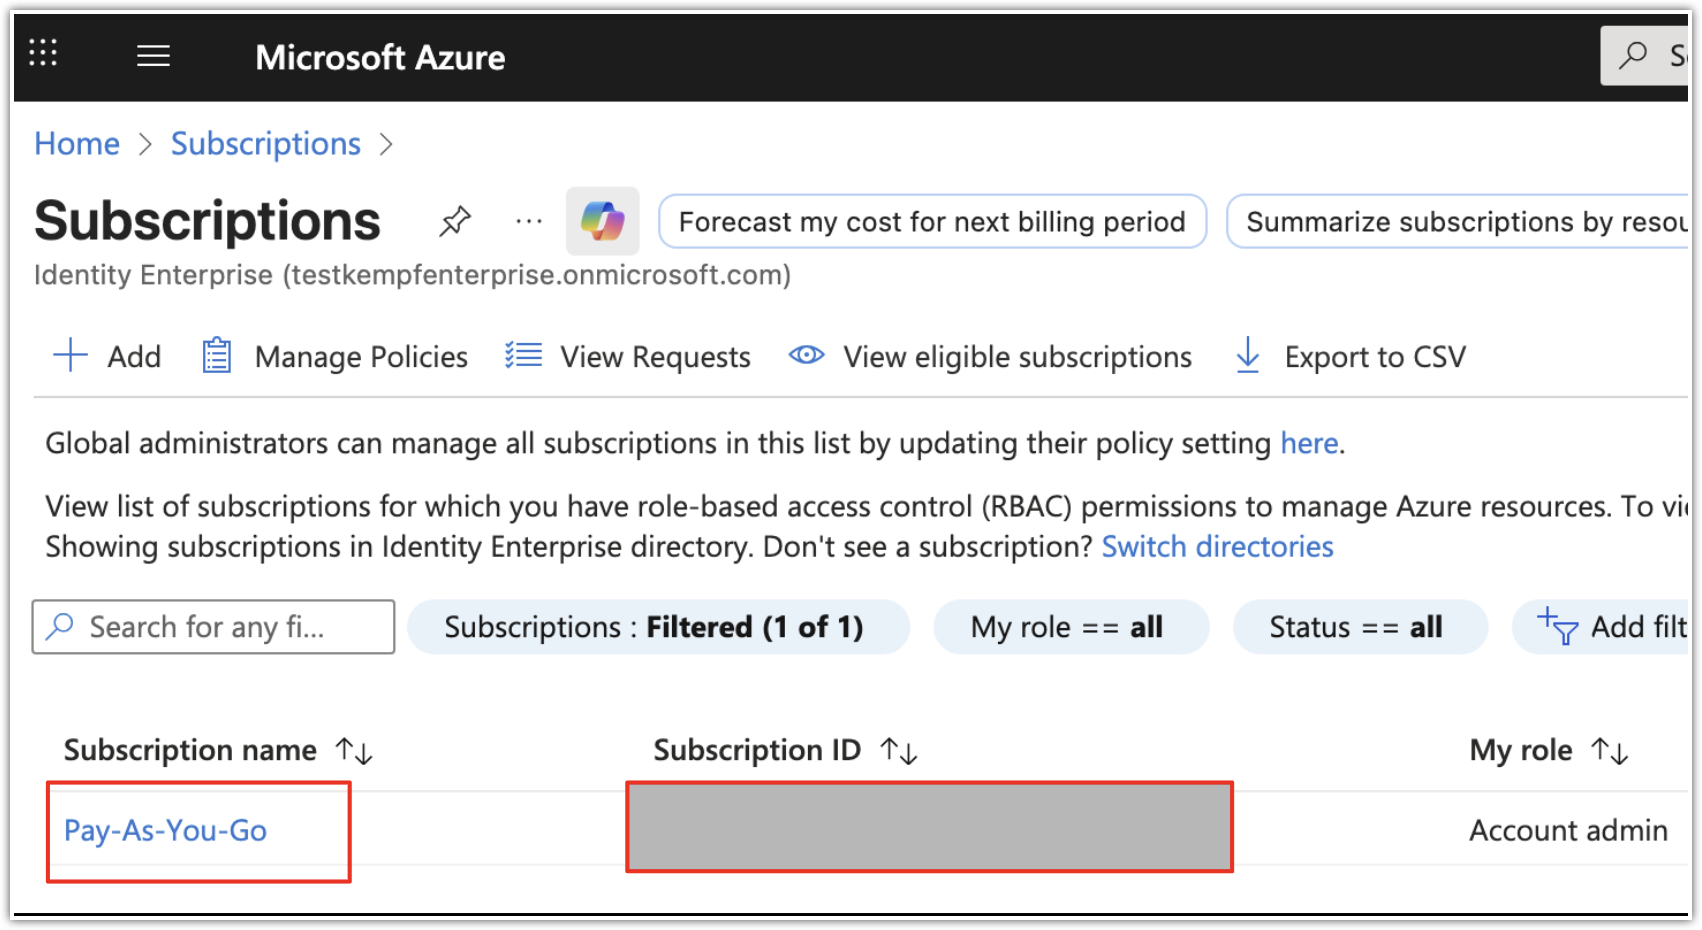 Microsoft Azure
Home > Subscriptions >
Subscriptions ... Forecast my cost for next billing period Summarize subscriptions by
Identity Enterprise (testkempfenterprise.onmicrosoft.com)
Add Manage Policies View Requests View eligible subscriptions Export to CSV
Global administrators can manage all subscriptions in this list by updating their policy setting here.
View list of subscriptions for which you have role-based access control (RBAC) permissions to manage Azure resources. To
Showing subscriptions in Identity Enterprise directory. Don't see a subscription? Switch directories
Search for any fi... Subscriptions : Filtered (1 of 1) My role == all Status == all Add
Subscription name ↑↓ Subscription ID ↑↓ My role ↑↓
Pay-As-You-Go Account admin